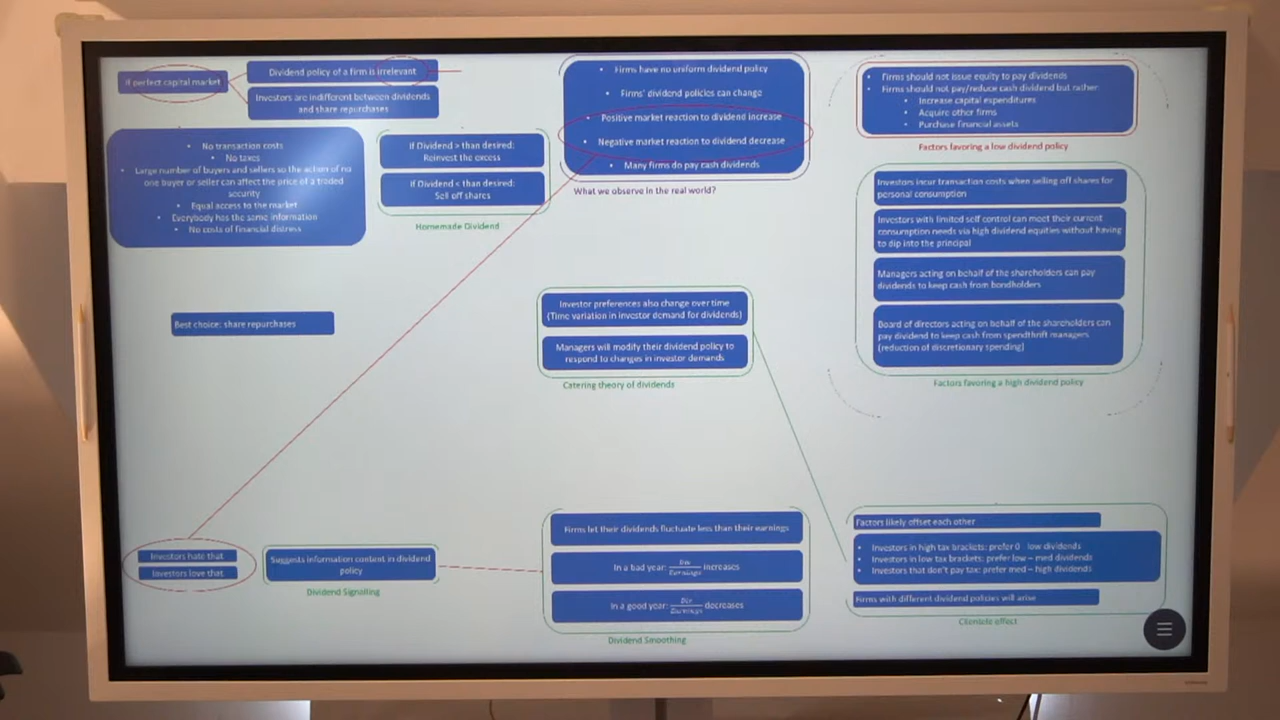 If perfect capital market
Dividend policy of a firm is irrelevant
Investors are indifferent between dividends
and share repurchases
• No transaction costs
• No taxes
• Large number of buyers and sellers so the action of no
one buyer or seller can affect the price of a traded
security
• Equal access to the market
• Everybody has the same information
• No costs of financial distress
If Dividend > than desired:
Reinvest the excess
If Dividend < than desired:
Sell off shares
Homemade Dividend
• Firms have no uniform dividend policy
• Firms' dividend policies can change
• Positive market reaction to dividend increase
• Negative market reaction to dividend decrease
• Many firms do pay cash dividends
What we observe in the real world?
• Firms should not issue equity to pay dividends
• Firms should not pay/reduce cash dividend but rather
• Increase capital expenditures
• Acquire other firms
• Purchase financial assets
Factors favoring a low dividend policy
Investors incur transaction costs when selling off shares for
personal consumption
Investors with limited self control can meet their current
consumption needs via high dividend equities without having
to dip into the principal
Managers acting on behalf of the shareholders can pay
dividends to keep cash from bondholders
Board of directors acting on behalf of the shareholders can
pay dividend to keep cash from spendthrift managers
(reduction of discretionary spending)
Factors favoring a high dividend policy
Best choice: share repurchases
Investor preferences also change over time
(Time variation in investor demand for dividends)
Managers will modify their dividend policy to
respond to changes in investor demands
Catering theory of dividends
Investors hate that
Investors love that
Suggests information content in dividend
policy
Dividend Signalling
Firms let their dividends fluctuate less than their earnings
In a bad year: Div/Earnings increases
In a good year: Div/Earnings decreases
Dividend Smoothing
Factors likely offset each other
• Investors in high tax brackets: prefer 0 low dividends
• Investors in low tax brackets: prefer low – med dividends
• Investors that don't pay tax: prefer med – high dividends
Firms with different dividend policies will arise
Clientele effect